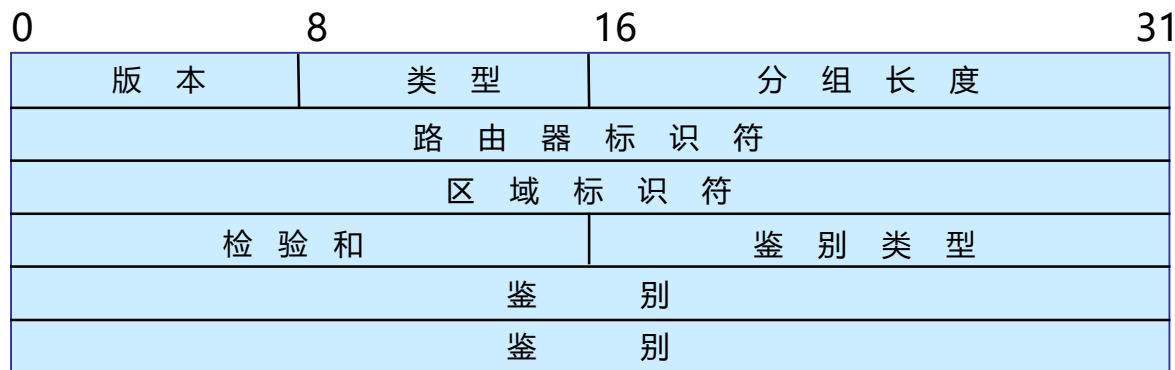 0 8 16 31
版 本 类 型 分 组 长 度
路 由 器 标 识 符
区 域 标 识 符
检 验 和 鉴 别 类 型
鉴 别
鉴 别